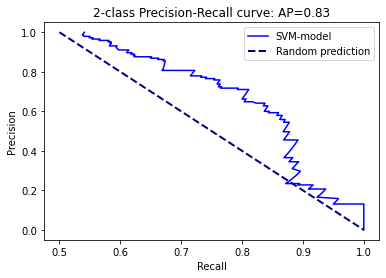 2-class Precision-Recall curve: AP=0.83
SVM-model
Random prediction
Precision
1.0
0.8
0.6
0.4
0.2
0.0
0.5
0.6
0.7
0.8
0.9
1.0
Recall